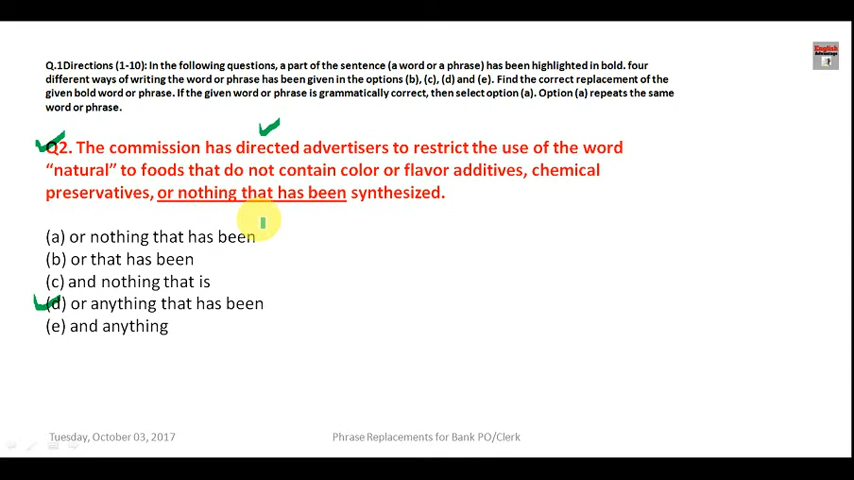 English
Advantage
Q.1Directions (1-10): In the following questions, a part of the sentence (a word or a phrase) has been highlighted in bold. four
different ways of writing the word or phrase has been given in the options (b), (c), (d) and (e). Find the correct replacement of the
given bold word or phrase. If the given word or phrase is grammatically correct, then select option (a). Option (a) repeats the same
word or phrase.
Q2. The commission has directed advertisers to restrict the use of the word
“natural” to foods that do not contain color or flavor additives, chemical
preservatives, or nothing that has been synthesized.
(a) or nothing that has been
(b) or that has been
(c) and nothing that is
(d) or anything that has been
(e) and anything
Tuesday, October 03, 2017 Phrase Replacements for Bank PO/Clerk